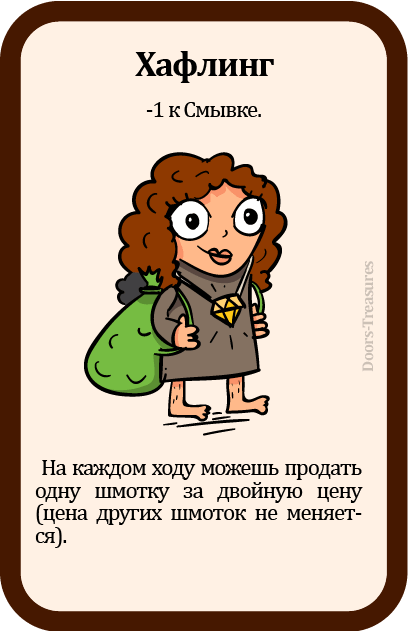 Хафлинг
-1 к Смывке.
Doors-Treasures
На каждом ходу можешь продать
одну шмотку за двойную цену
(цена других шмоток не меняет-
ся).